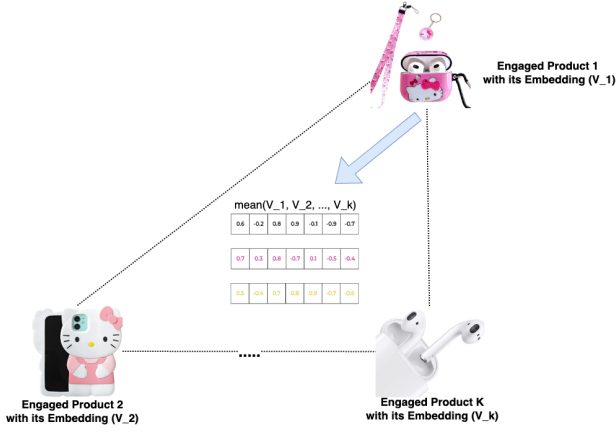 Engaged Product 1
with its Embedding (V_1)
mean(V_1, V_2, ..., V_k)
0.6 -0.2 0.8 0.9 -0.1 -0.9 -0.7
0.7 0.3 0.8 -0.7 0.1 -0.5 -0.4
0.5 -0.4 0.7 0.8 0.9 -0.7 -0.6
.....
Engaged Product 2
with its Embedding (V_2)
Engaged Product K
with its Embedding (V_k)